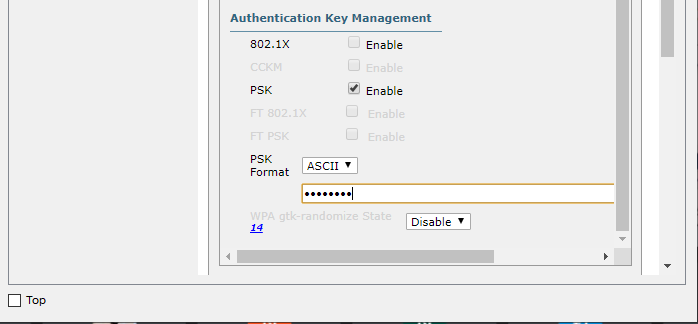 Authentication Key Management
802.1X Enable
CCKM Enable
PSK Enable
FT 802.1X Enable
FT PSK Enable
PSK
Format ASCII
••••••••
WPA gtk-randomize State Disable
14
Top